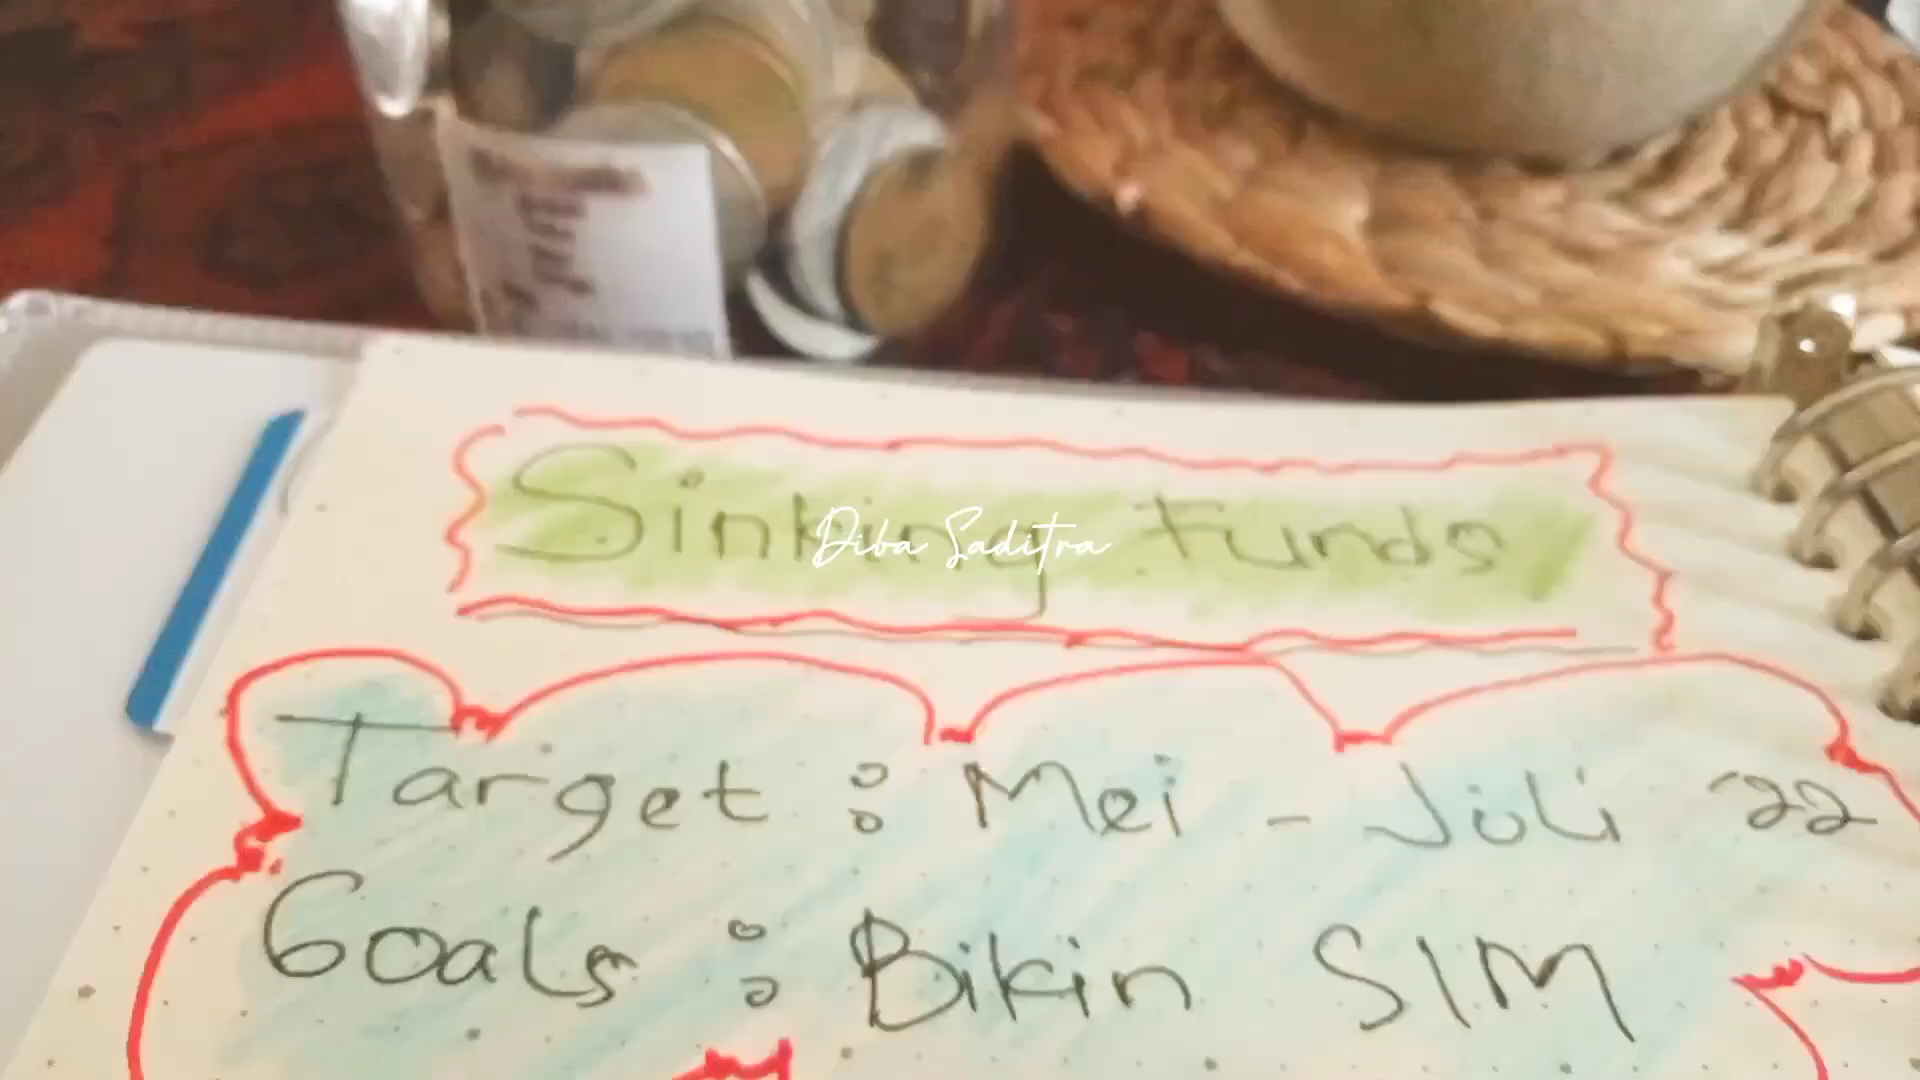 Sinking Funds
Diba Saditra
Target : Mei - Juli '22
Goals : Bikin SIM